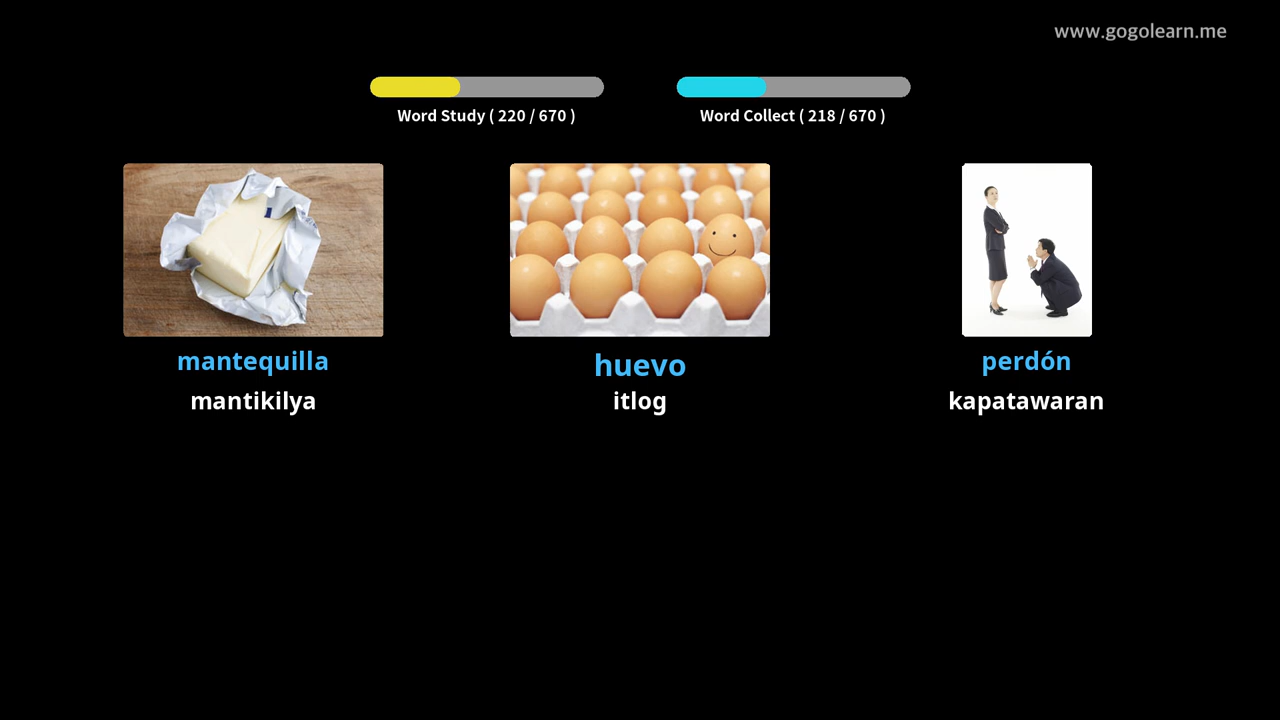 www.gogolearn.me
Word Study ( 220 / 670 )
Word Collect ( 218 / 670 )
mantequilla
mantikilya
huevo
itlog
perdón
kapatawaran